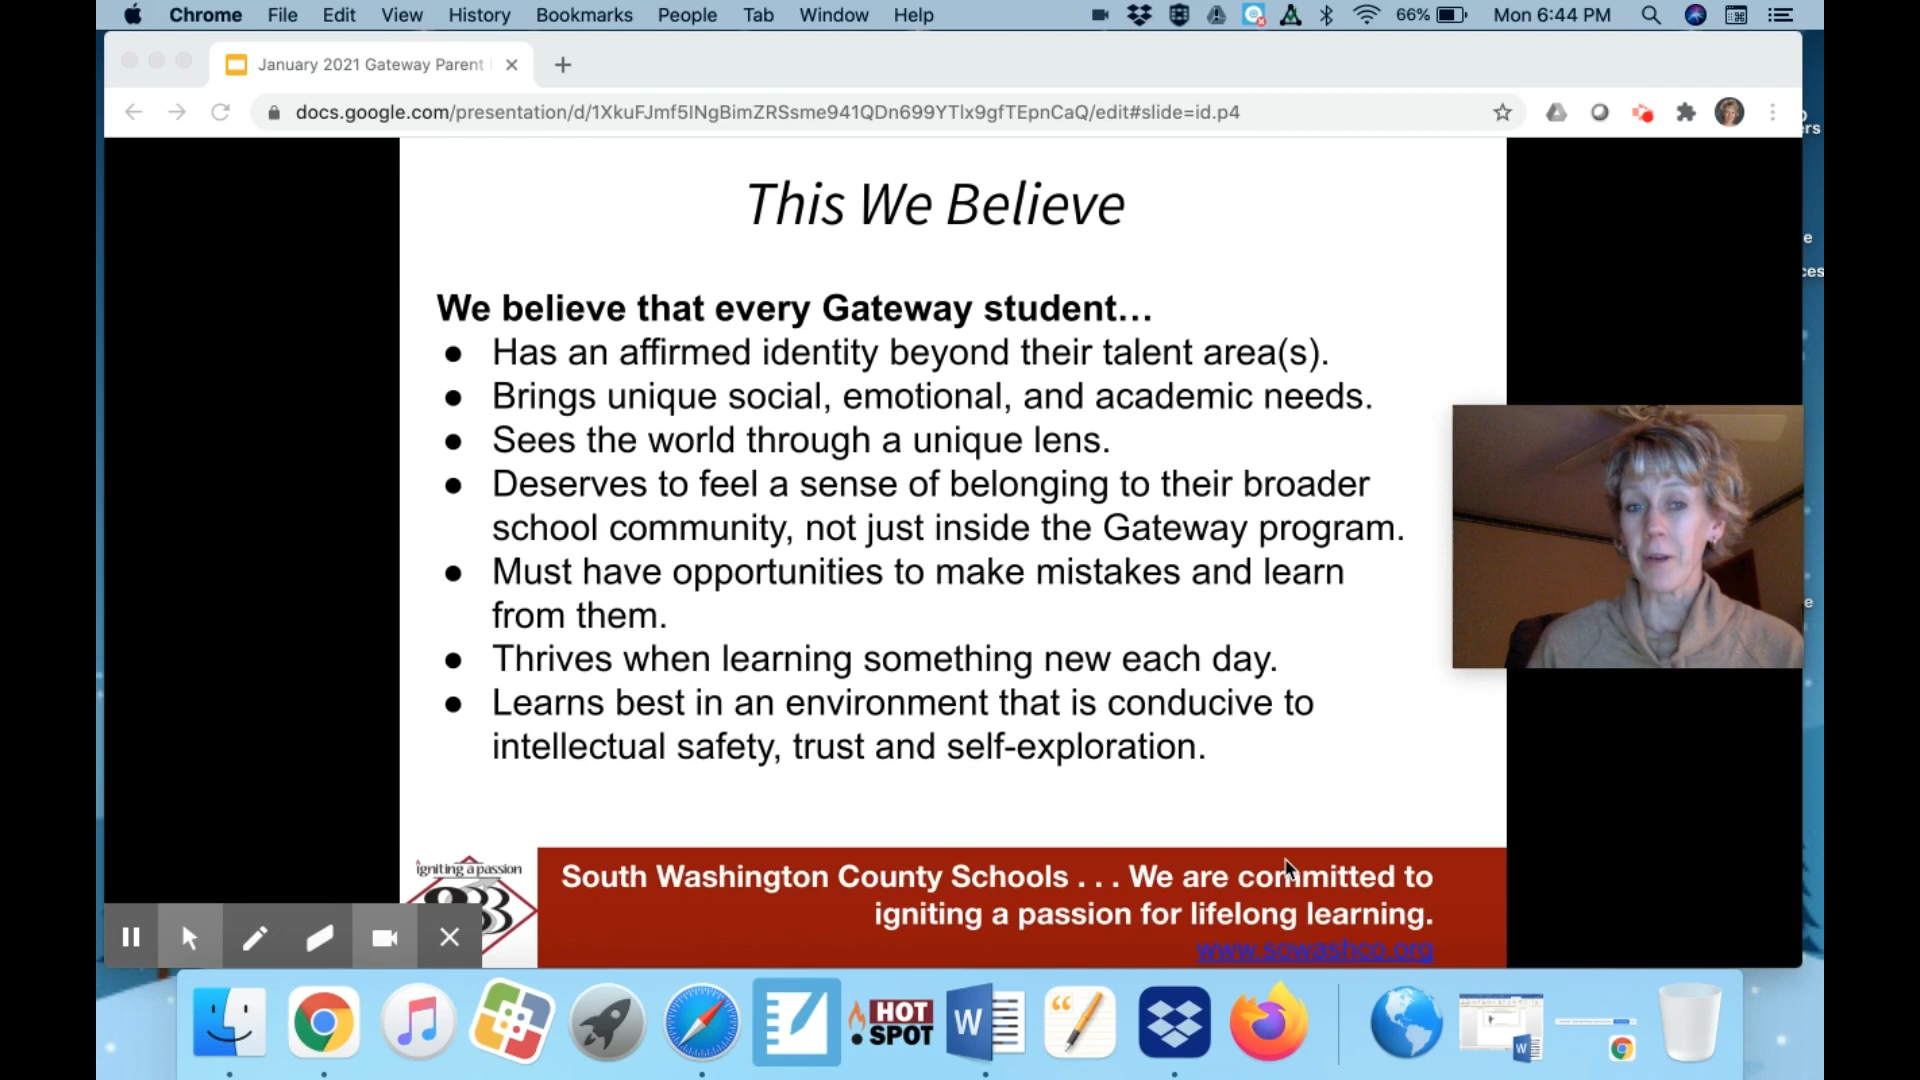 Chrome File Edit View History Bookmarks People Tab Window Help 66% Mon 6:44 PM
January 2021 Gateway Parent
docs.google.com/presentation/d/1XkuFJmf5INgBimZRSsme941QDn699YTlx9gfTEpnCaQ/edit#slide=id.p4
ers
This We Believe
e
ces
We believe that every Gateway student...
● Has an affirmed identity beyond their talent area(s).
● Brings unique social, emotional, and academic needs.
● Sees the world through a unique lens.
● Deserves to feel a sense of belonging to their broader
school community, not just inside the Gateway program.
● Must have opportunities to make mistakes and learn
from them.
e
● Thrives when learning something new each day.
● Learns best in an environment that is conducive to
intellectual safety, trust and self-exploration.
igniting a passion
833
South Washington County Schools . . . We are committed to
igniting a passion for lifelong learning.
www.sowashco.org
HOT
SPOT
W
W